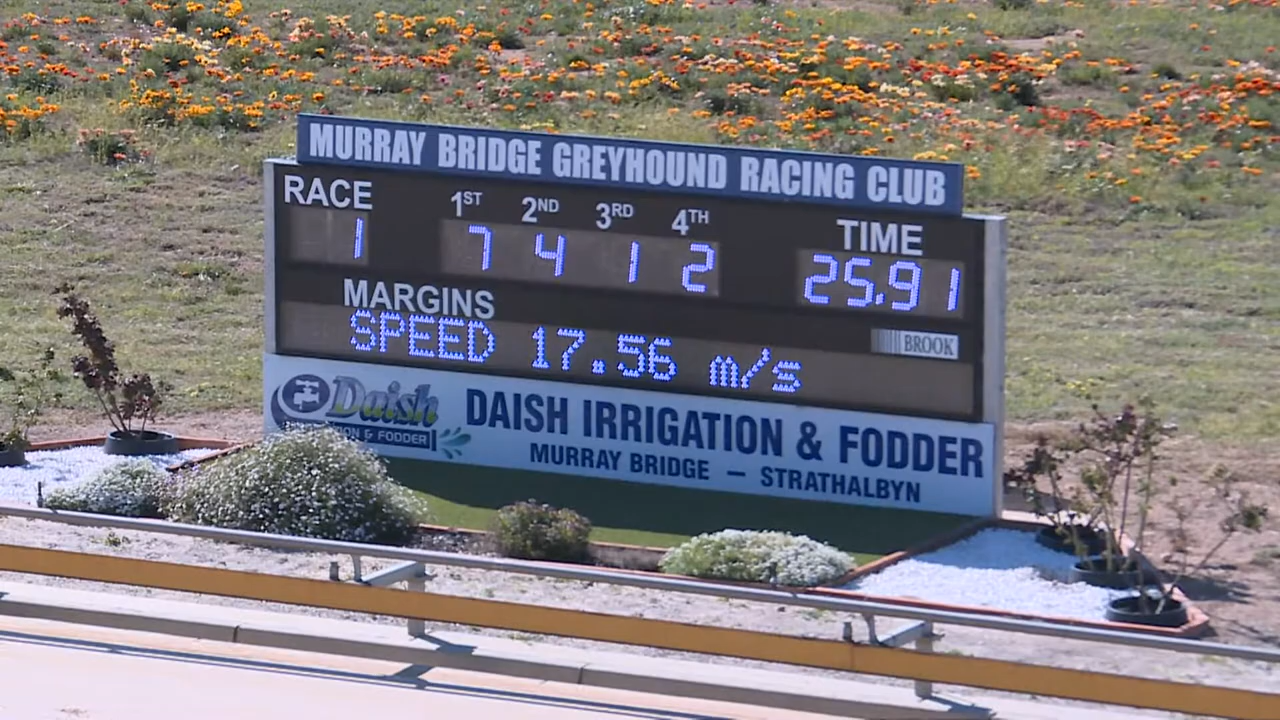 MURRAY BRIDGE GREYHOUND RACING CLUB
RACE 1ST 2ND 3RD 4TH TIME
1 7 4 1 2 25.91
MARGINS
BROOK
SPEED 17.56 m/s
Daish
& FODDER
DAISH IRRIGATION & FODDER
MURRAY BRIDGE — STRATHALBYN